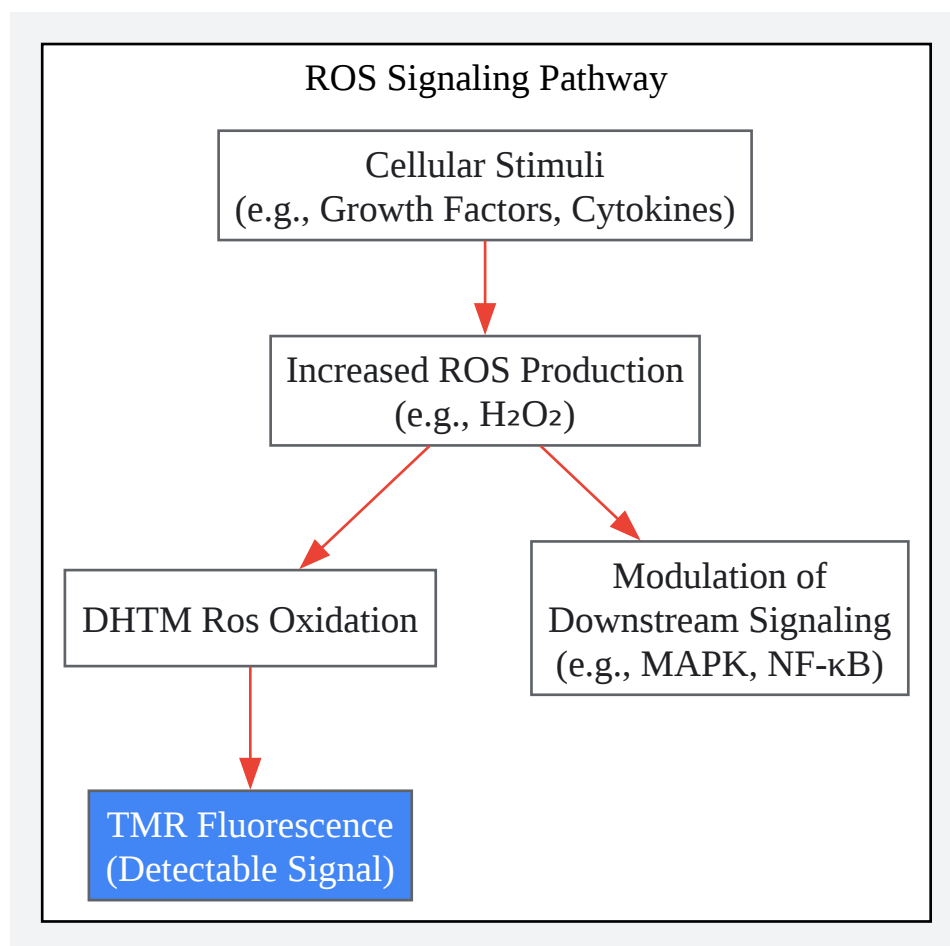 ROS Signaling Pathway
Cellular Stimuli
(e.g., Growth Factors, Cytokines)
Increased ROS Production
(e.g., H₂O₂)
DHTM Ros Oxidation
Modulation of
Downstream Signaling
(e.g., MAPK, NF-κB)
TMR Fluorescence
(Detectable Signal)